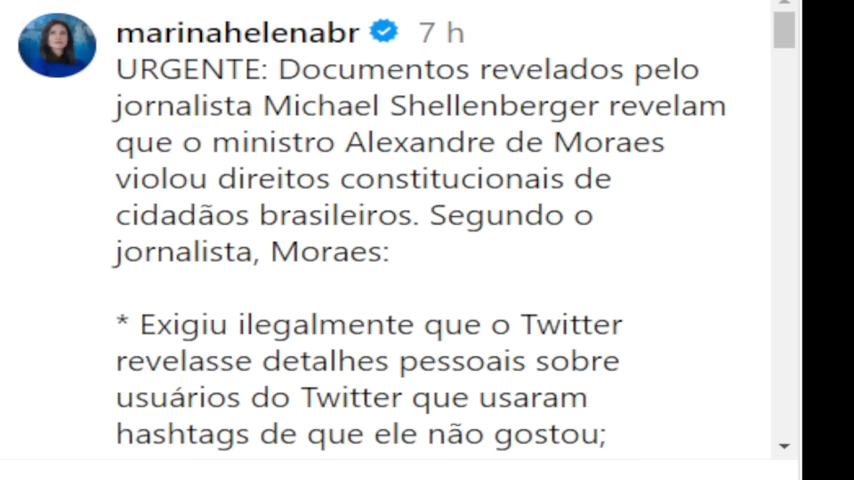 marinahelenabr 7 h
URGENTE: Documentos revelados pelo
jornalista Michael Shellenberger revelam
que o ministro Alexandre de Moraes
violou direitos constitucionais de
cidadãos brasileiros. Segundo o
jornalista, Moraes:
* Exigiu ilegalmente que o Twitter
revelasse detalhes pessoais sobre
usuários do Twitter que usaram
hashtags de que ele não gostou;